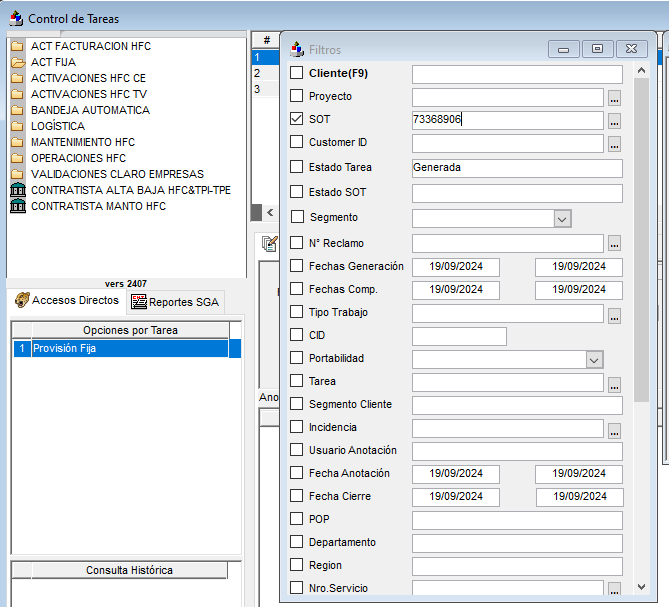 Control de Tareas
ACT FACTURACION HFC
ACT FIJA
ACTIVACIONES HFC CE
ACTIVACIONES HFC TV
BANDEJA AUTOMATICA
LOGÍSTICA
MANTENIMIENTO HFC
OPERACIONES HFC
VALIDACIONES CLARO EMPRESAS
CONTRATISTA ALTA BAJA HFC&TPI-TPE
CONTRATISTA MANTO HFC
vers 2407
Accesos Directos
Reportes SGA
Opciones por Tarea
1 Provisión Fija
Consulta Histórica
#
1
2
3
Ano
Filtros
Cliente(F9)
Proyecto ...
SOT 73368906 ...
Customer ID ...
Estado Tarea Generada
Estado SOT
Segmento
N° Reclamo ...
Fechas Generación 19/09/2024 19/09/2024
Fechas Comp. 19/09/2024 19/09/2024
Tipo Trabajo ...
CID
Portabilidad
Tarea ...
Segmento Cliente
Incidencia ...
Usuario Anotación
Fecha Anotación 19/09/2024 19/09/2024
Fecha Cierre 19/09/2024 19/09/2024
POP
Departamento
Region
Nro.Servicio ...